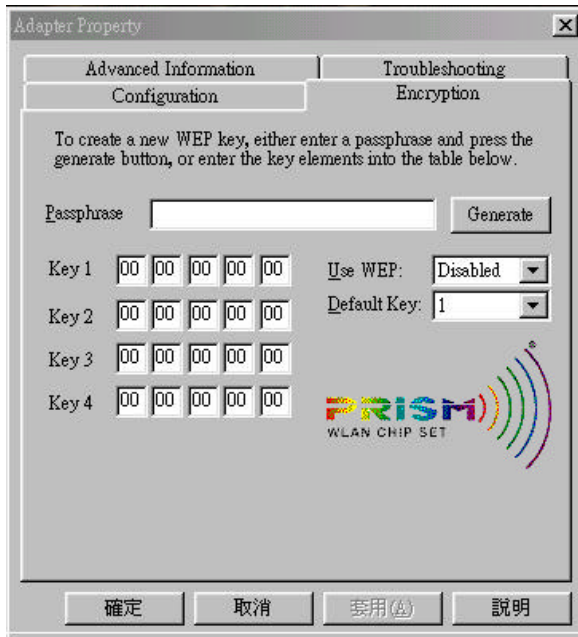 Adapter Property
Advanced Information
Troubleshooting
Configuration
Encryption
To create a new WEP key, either enter a passphrase and press the
generate button, or enter the key elements into the table below.
Passphrase
Generate
Key 1 00 00 00 00 00
Use WEP: Disabled
Key 2 00 00 00 00 00
Default Key: 1
Key 3 00 00 00 00 00
Key 4 00 00 00 00 00
PRISM
WLAN CHIP SET
確定
取消
套用(A)
說明